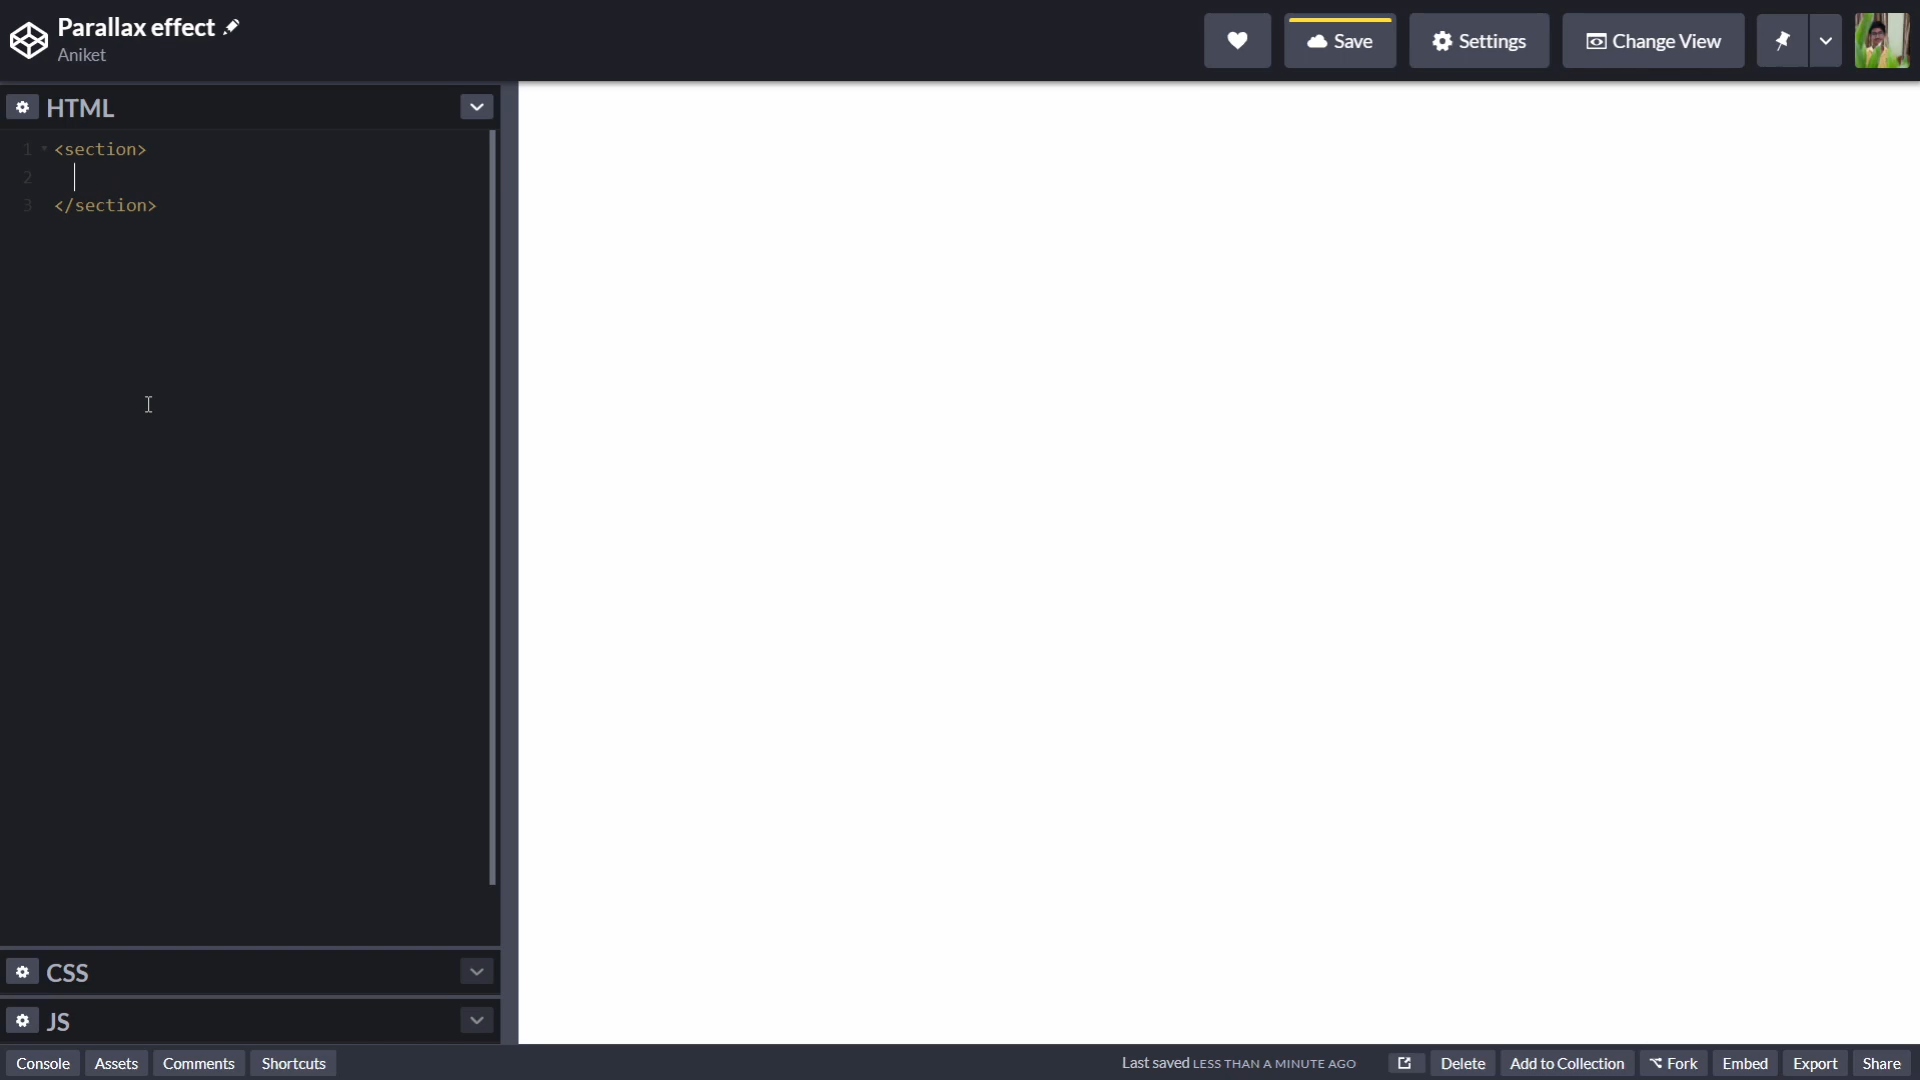 Parallax effect
Aniket
Save
Settings
Change View
HTML
1 <section>
2
3 </section>
CSS
JS
Console Assets Comments Shortcuts
Last saved LESS THAN A MINUTE AGO
Delete Add to Collection Fork Embed Export Share